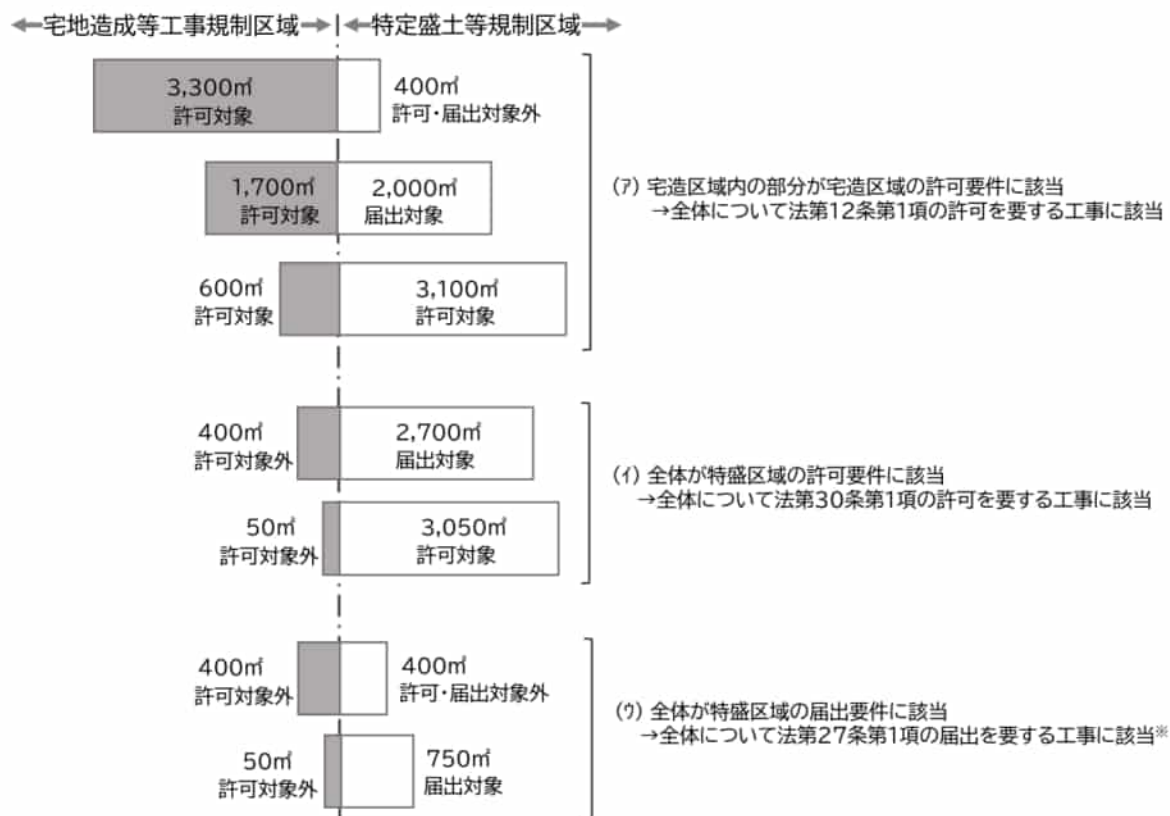 宅地造成等工事規制区域 特定盛土等規制区域
3,300㎡
許可対象
400㎡
許可・届出対象外
1,700㎡
許可対象
2,000㎡
届出対象
(ｱ) 宅造区域内の部分が宅造区域の許可要件に該当
→全体について法第12条第1項の許可を要する工事に該当
600㎡
許可対象
3,100㎡
許可対象
400㎡
許可対象外
2,700㎡
届出対象
(ｲ) 全体が特盛区域の許可要件に該当
→全体について法第30条第1項の許可を要する工事に該当
50㎡
許可対象外
3,050㎡
許可対象
400㎡
許可対象外
400㎡
許可・届出対象外
(ｳ) 全体が特盛区域の届出要件に該当
→全体について法第27条第1項の届出を要する工事に該当※
50㎡
許可対象外
750㎡
届出対象